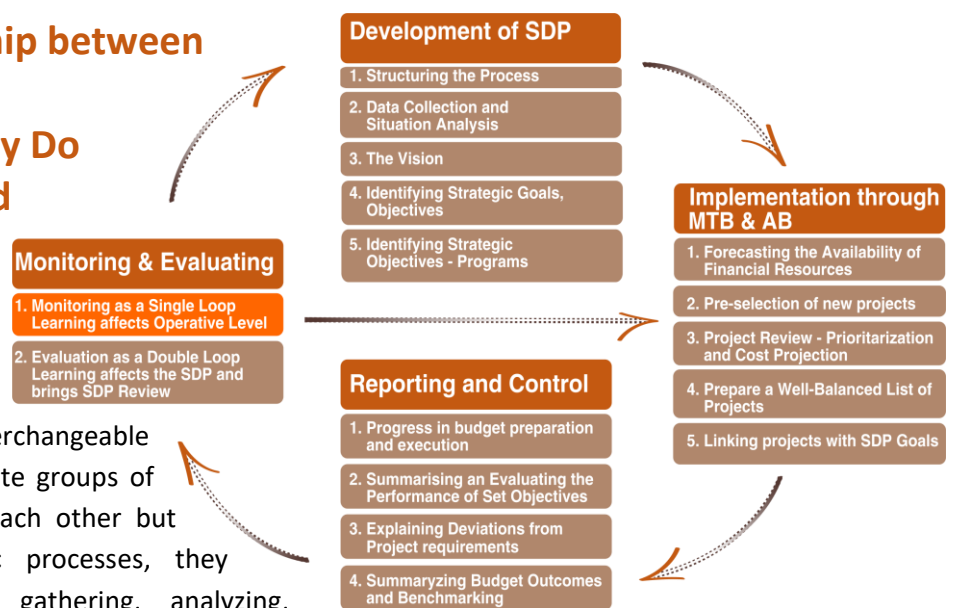 ip between
y Do
d
Development of SDP
1. Structuring the Process
2. Data Collection and
Situation Analysis
3. The Vision
4. Identifying Strategic Goals,
Objectives
5. Identifying Strategic
Objectives - Programs
Implementation through
MTB & AB
1. Forecasting the Availability of
Financial Resources
2. Pre-selection of new projects
3. Project Review - Prioritarization
and Cost Projection
4. Prepare a Well-Balanced List of
Projects
5. Linking projects with SDP Goals
Monitoring & Evaluating
1. Monitoring as a Single Loop
Learning affects Operative Level
2. Evaluation as a Double Loop
Learning affects the SDP and
brings SDP Review
Reporting and Control
1. Progress in budget preparation
and execution
2. Summarising an Evaluating the
Performance of Set Objectives
3. Explaining Deviations from
Project requirements
4. Summaryzing Budget Outcomes
and Benchmarking
erchangeable
te groups of
each other but
processes, they
gathering, analyzing,